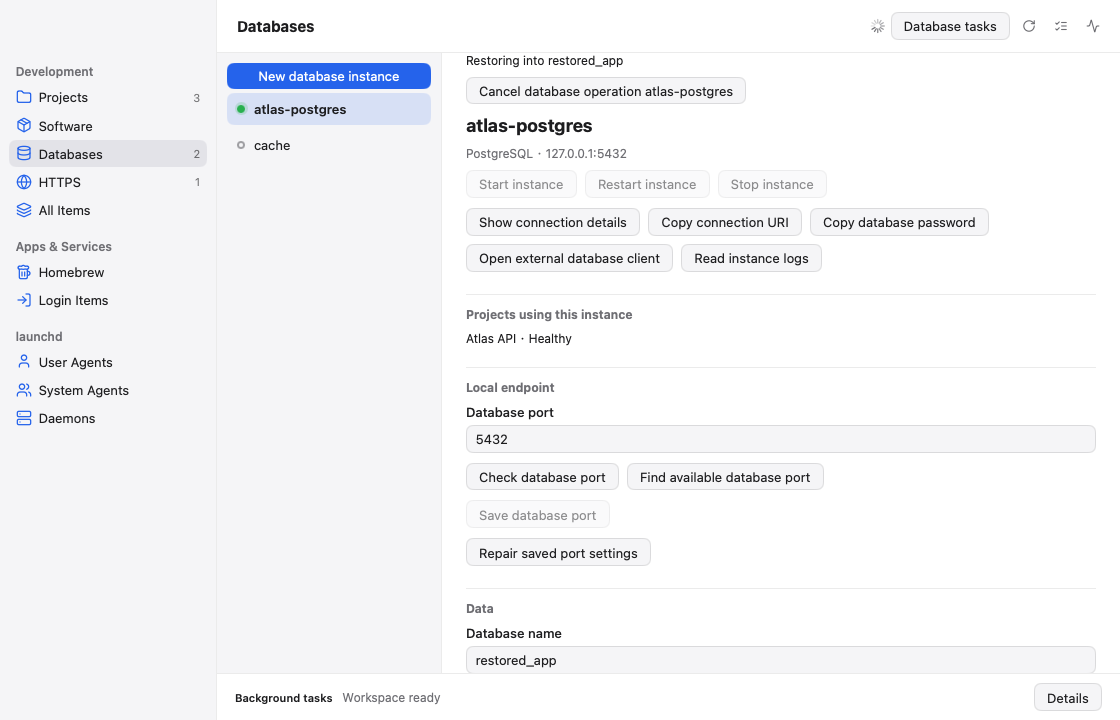 Databases
Database tasks
Development
Projects 3
Software
Databases 2
HTTPS 1
All Items
Apps & Services
Homebrew
Login Items
launchd
User Agents
System Agents
Daemons
New database instance
atlas-postgres
cache
Restoring into restored_app
Cancel database operation atlas-postgres
atlas-postgres
PostgreSQL · 127.0.0.1:5432
Start instance Restart instance Stop instance
Show connection details Copy connection URI Copy database password
Open external database client Read instance logs
Projects using this instance
Atlas API · Healthy
Local endpoint
Database port
5432
Check database port Find available database port
Save database port
Repair saved port settings
Data
Database name
restored_app
Background tasks Workspace ready
Details